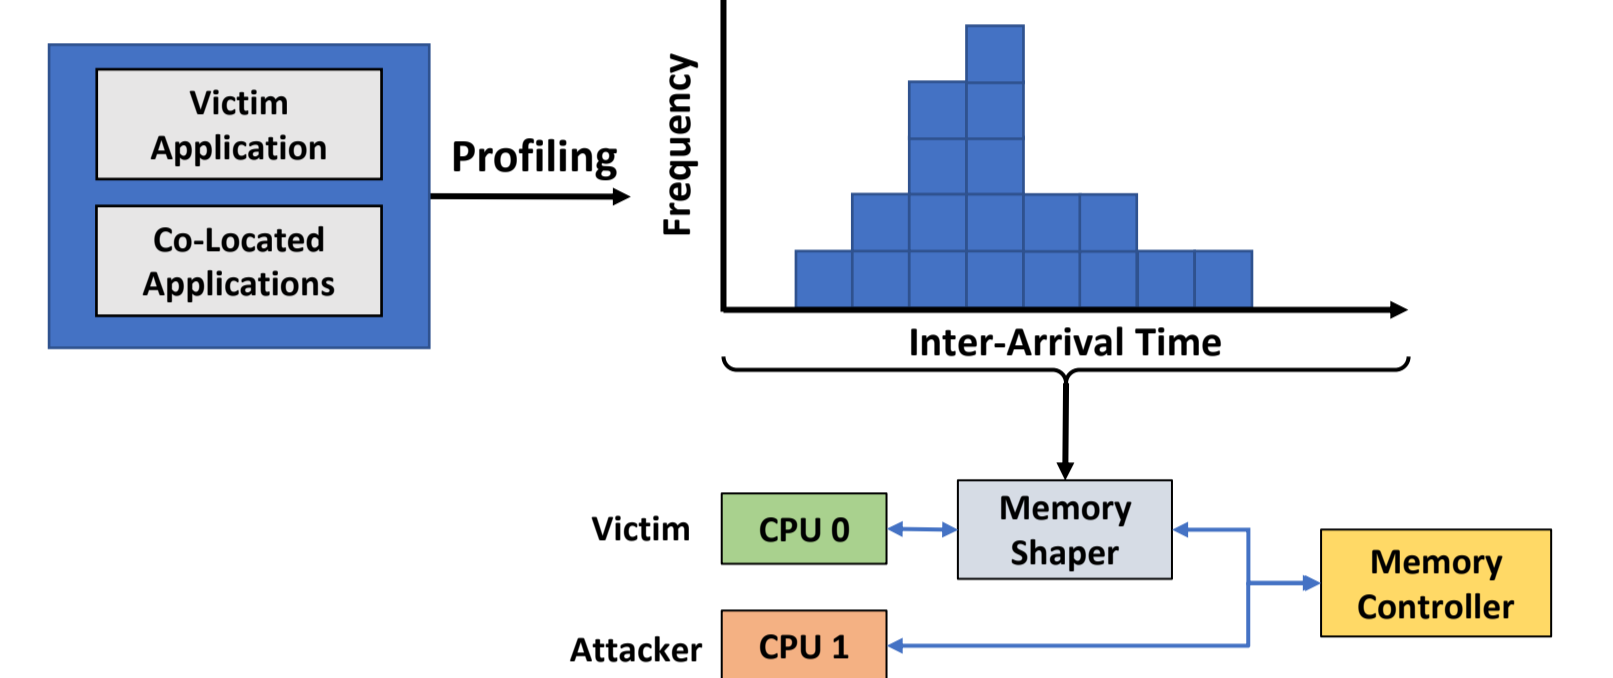 Victim
Application
Co-Located
Applications
Profiling
Frequency
Inter-Arrival Time
Memory
Shaper
Victim
CPU 0
Memory
Controller
Attacker
CPU 1